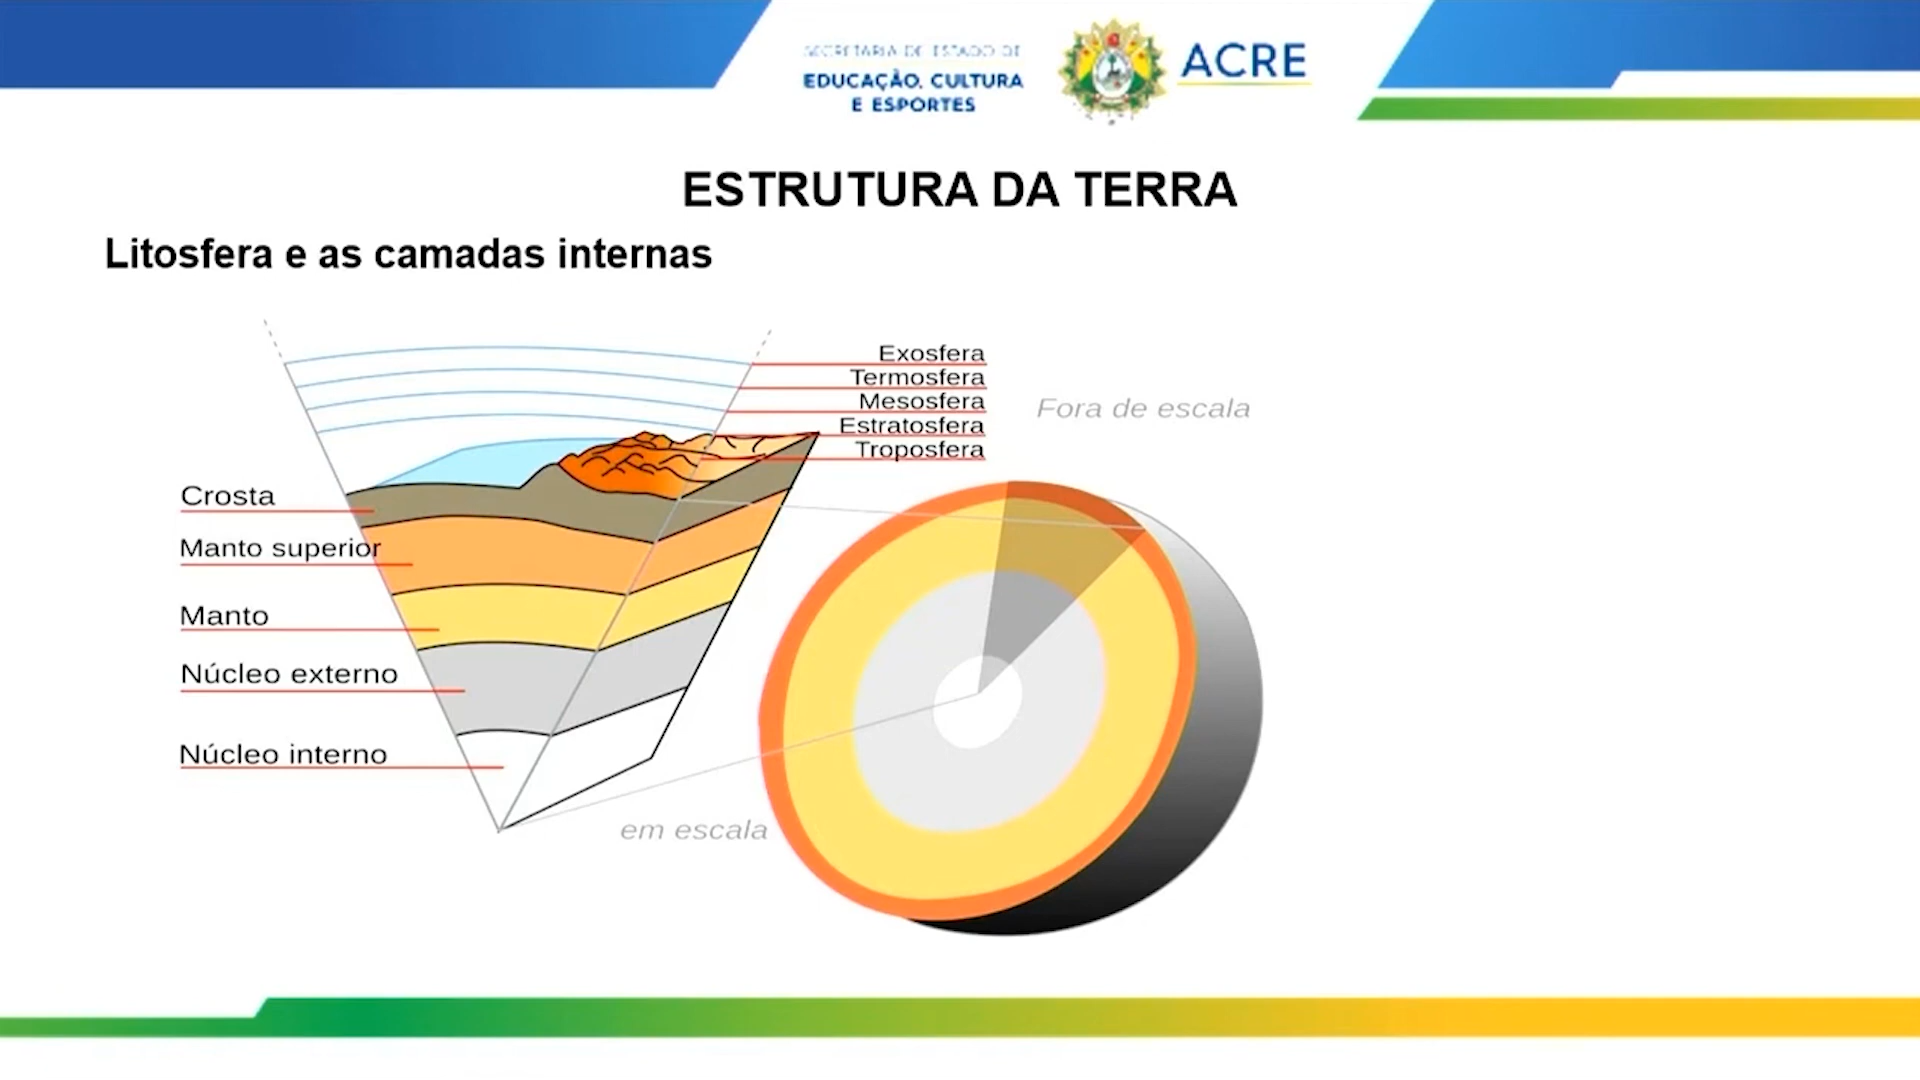 SECRETARIA DE ESTADO DE
EDUCAÇÃO, CULTURA
E ESPORTES
ACRE
ESTRUTURA DA TERRA
Litosfera e as camadas internas
Exosfera
Termosfera
Mesosfera
Estratosfera
Troposfera
Fora de escala
Crosta
Manto superior
Manto
Núcleo externo
Núcleo interno
em escala